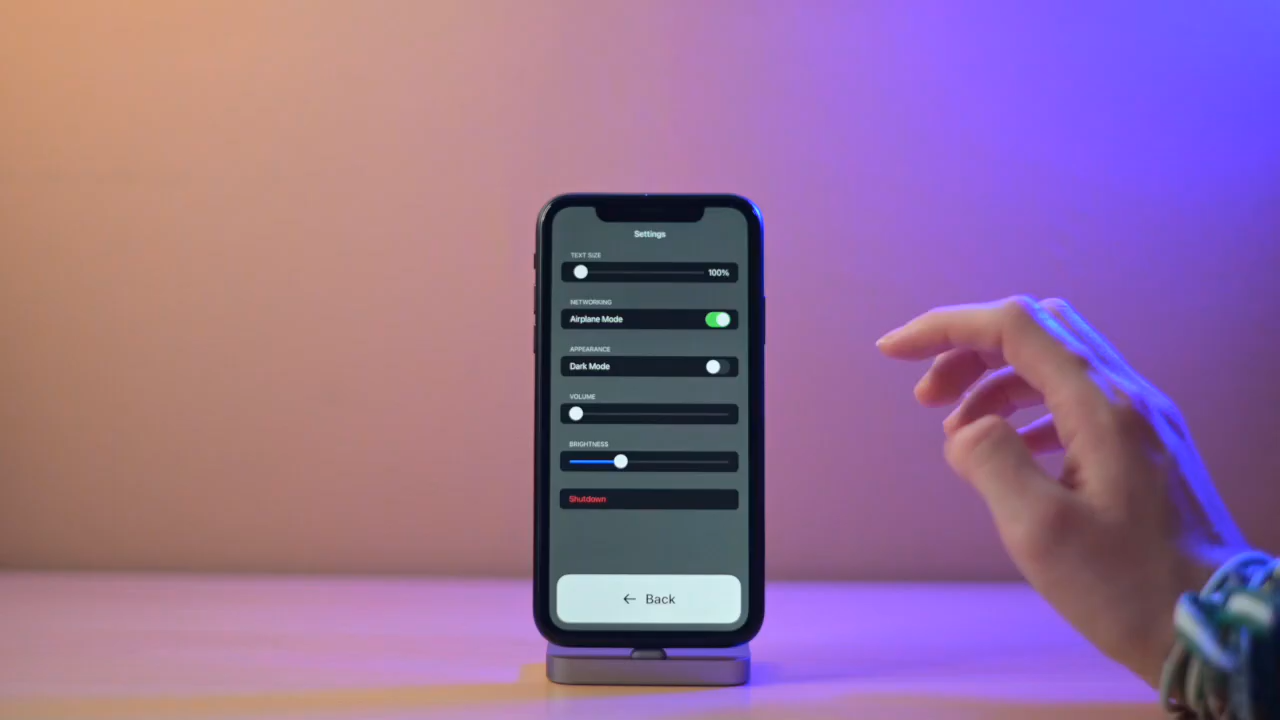 Settings
TEXT SIZE
100%
NETWORKING
Airplane Mode
APPEARANCE
Dark Mode
VOLUME
BRIGHTNESS
Shutdown
← Back